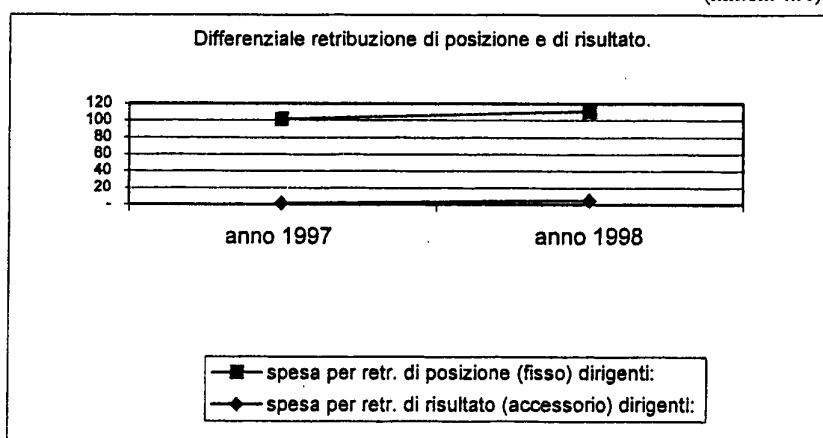 Differenziale retribuzione di posizione e di risultato.
120
100
80
60
40
20
-
anno 1997
anno 1998
spesa per retr. di posizione (fisso) dirigenti:
spesa per retr. di risultato (accessorio) dirigenti: